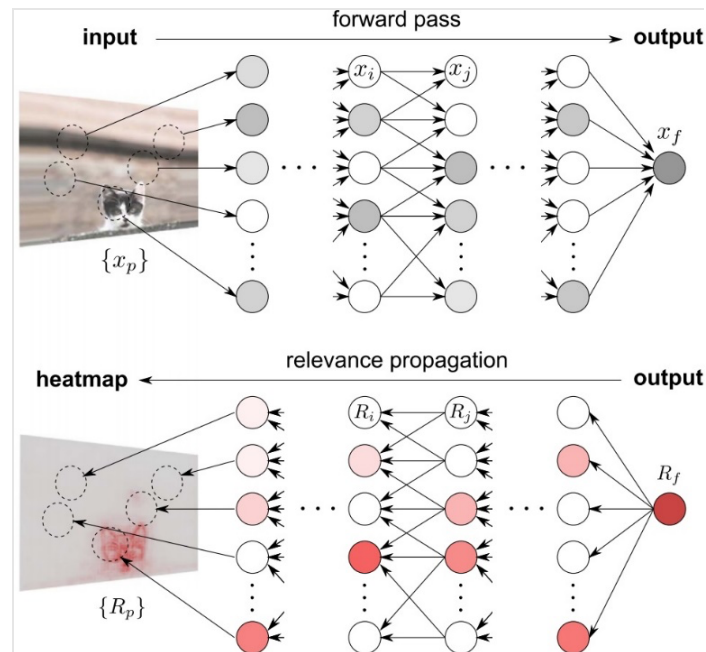 forward pass
input output
x_i x_j
x_f
. . . . . .
{x_p}
relevance propagation
heatmap output
R_i R_j
R_f
. . . . . .
{R_p}